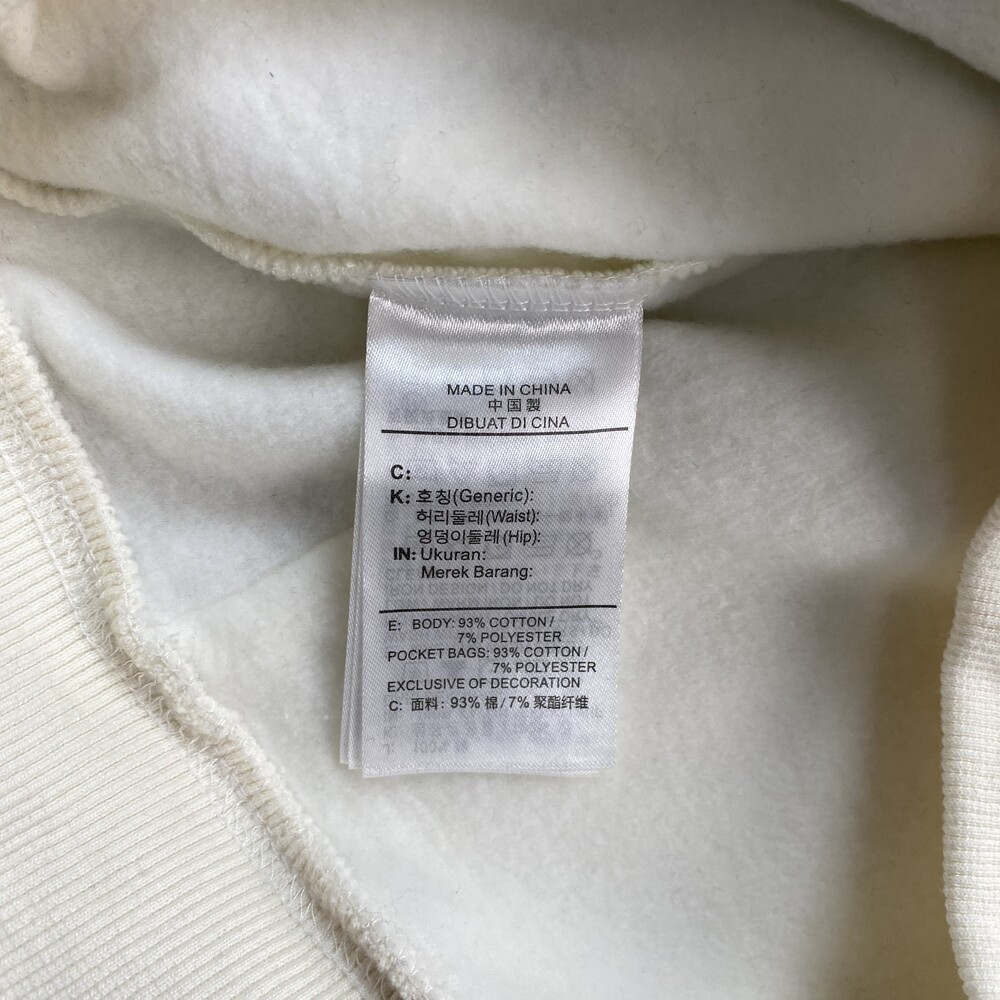 MADE IN CHINA
中国製
DIBUAT DI CINA
C:
K: 호칭(Generic):
허리둘레(Waist):
엉덩이둘레(Hip):
IN: Ukuran:
Merek Barang:
E: BODY: 93% COTTON /
7% POLYESTER
POCKET BAGS: 93% COTTON /
7% POLYESTER
EXCLUSIVE OF DECORATION
C: 面料: 93% 棉/7% 聚酯纤维